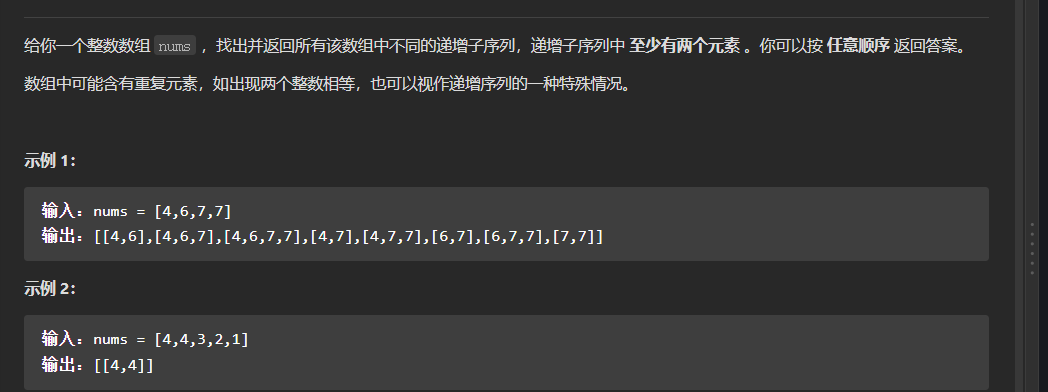 给你一个整数数组 nums ，找出并返回所有该数组中不同的递增子序列，递增子序列中 至少有两个元素 。你可以按 任意顺序 返回答案。
数组中可能含有重复元素，如出现两个整数相等，也可以视作递增序列的一种特殊情况。
示例 1：
输入：nums = [4,6,7,7]
输出：[[4,6],[4,6,7],[4,6,7,7],[4,7],[4,7,7],[6,7],[6,7,7],[7,7]]
示例 2：
输入：nums = [4,4,3,2,1]
输出：[[4,4]]